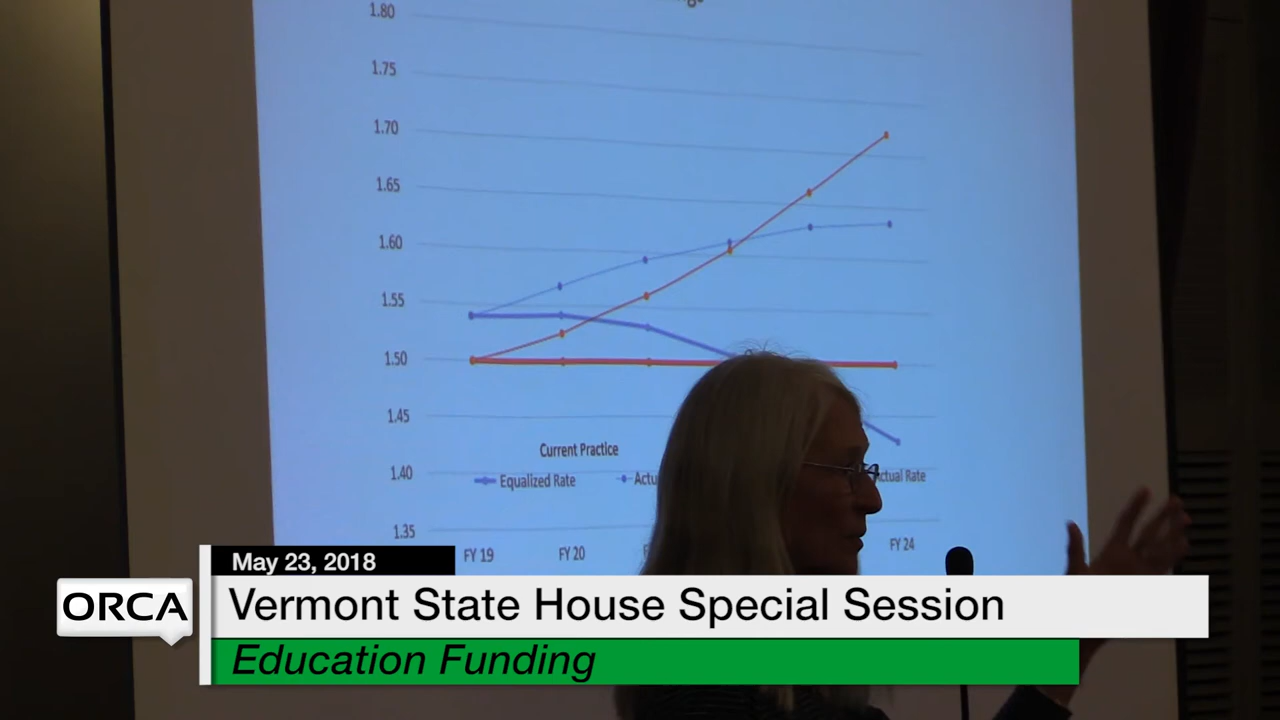 1.80
1.75
1.70
1.65
1.60
1.55
1.50
1.45
Current Practice
1.40
Equalized Rate
Actual Rate
1.35
FY 19
FY 20
FY 24
May 23, 2018
ORCA
Vermont State House Special Session
Education Funding